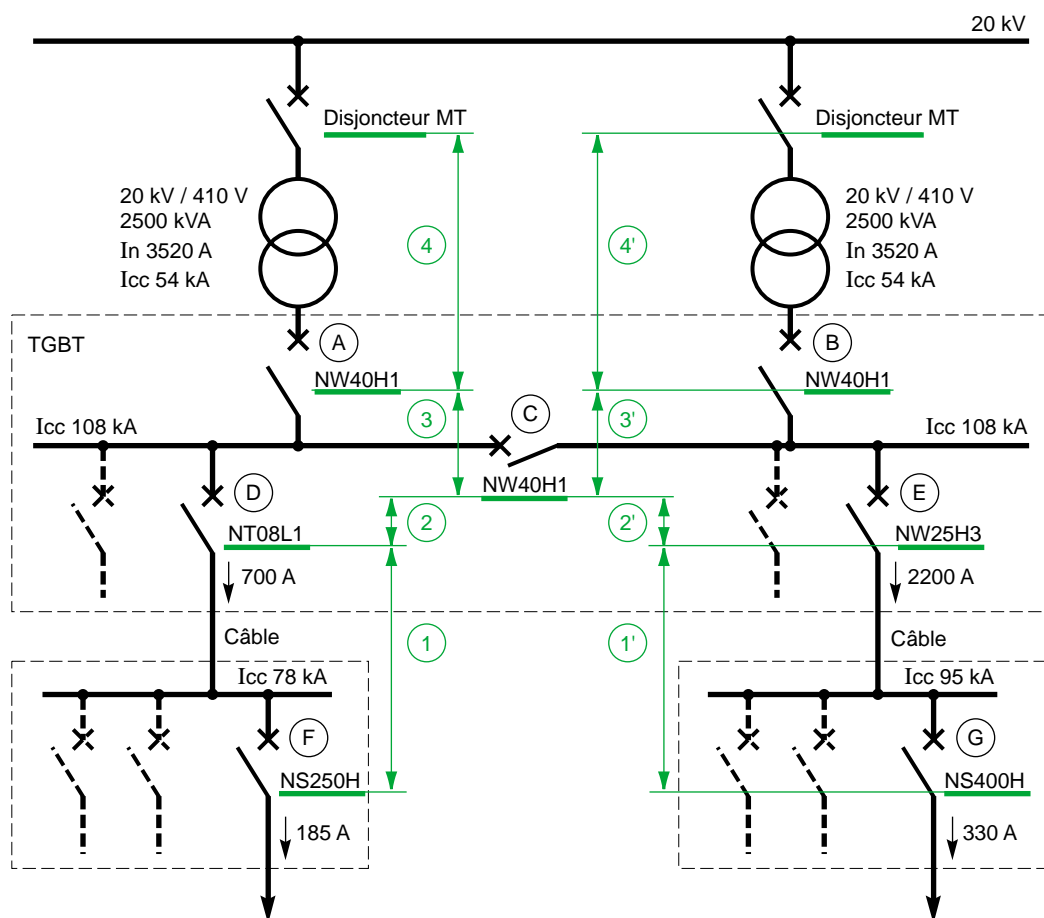 20 kV
Disjoncteur MT
Disjoncteur MT
20 kV / 410 V
2500 kVA
In 3520 A
Icc 54 kA
4
4'
20 kV / 410 V
2500 kVA
In 3520 A
Icc 54 kA
TGBT
A
B
NW40H1
NW40H1
Icc 108 kA
3
C
3'
Icc 108 kA
NW40H1
D
2
2'
E
NT08L1
NW25H3
700 A
2200 A
Câble
1
1'
Câble
Icc 78 kA
Icc 95 kA
F
G
NS250H
NS400H
185 A
330 A